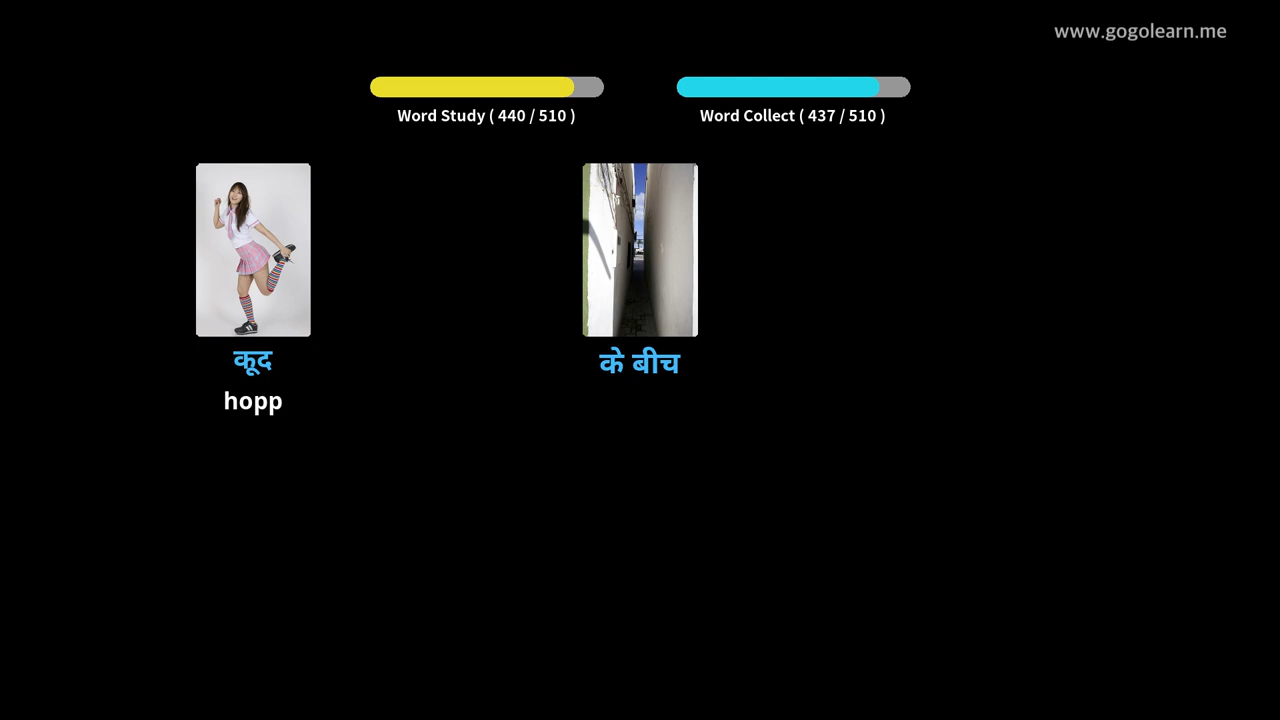 www.gogolearn.me
Word Study ( 440 / 510 )
Word Collect ( 437 / 510 )
कूद
hopp
के बीच